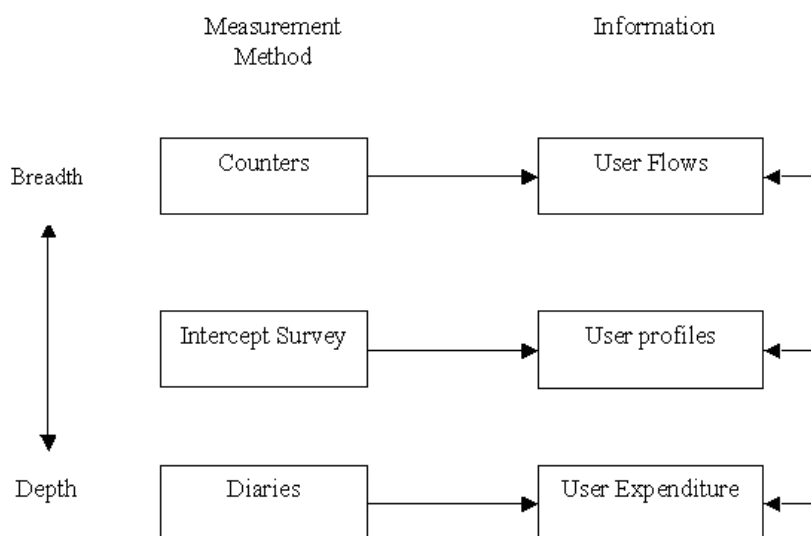 Measurement
Method
Information
Counters
User Flows
Breadth
Intercept Survey
User profiles
Depth
Diaries
User Expenditure